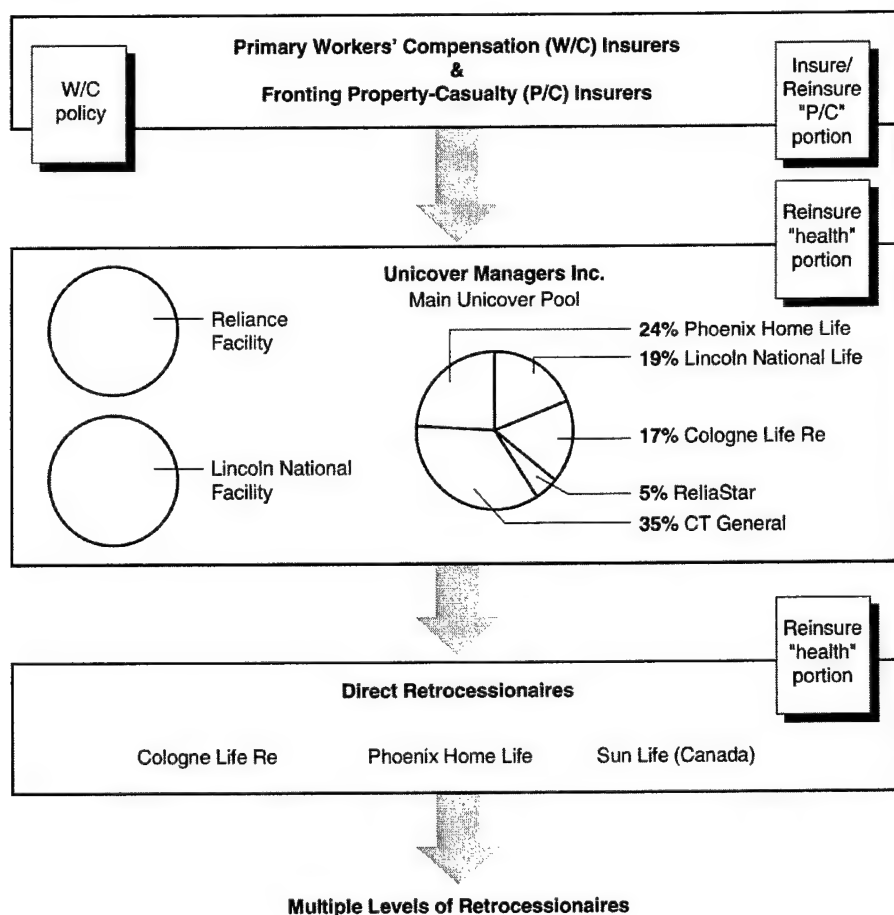 Primary Workers' Compensation (W/C) Insurers
&
Fronting Property-Casualty (P/C) Insurers
W/C
policy
Insure/
Reinsure
"P/C"
portion
Reinsure
"health"
portion
Unicover Managers Inc.
Main Unicover Pool
Reliance
Facility
Lincoln National
Facility
24% Phoenix Home Life
19% Lincoln National Life
17% Cologne Life Re
5% ReliaStar
35% CT General
Reinsure
"health"
portion
Direct Retrocessionaires
Cologne Life Re Phoenix Home Life Sun Life (Canada)
Multiple Levels of Retrocessionaires